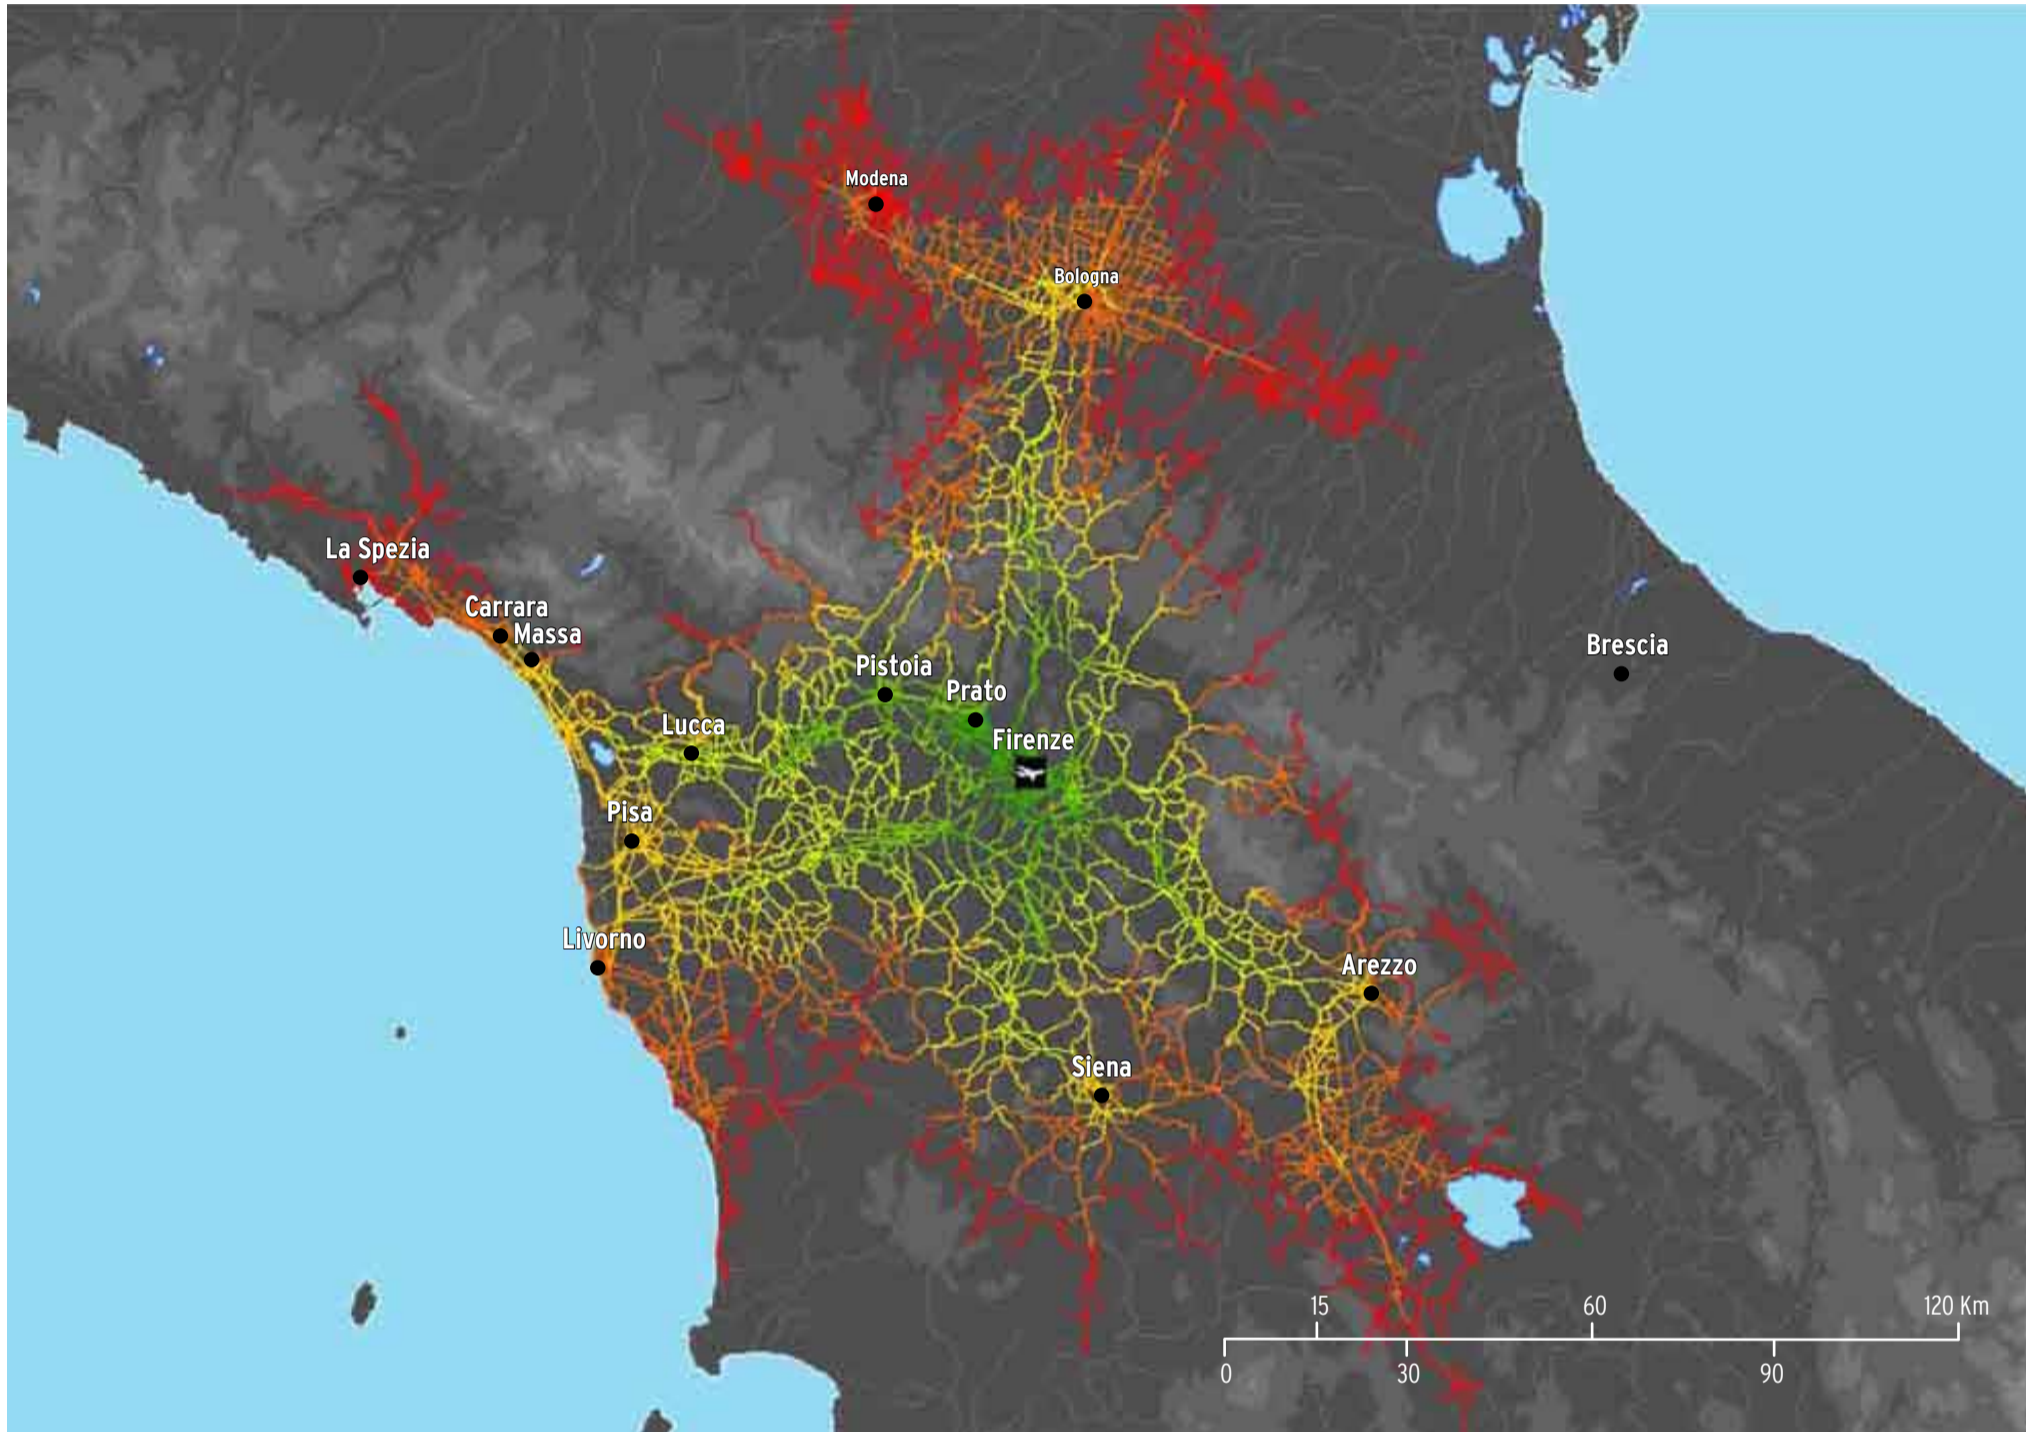 Modena
Bologna
La Spezia
Carrara
Massa
Brescia
Pistoia
Prato
Lucca
Firenze
Pisa
Livorno
Arezzo
Siena
15 60 120 Km
0 30 90